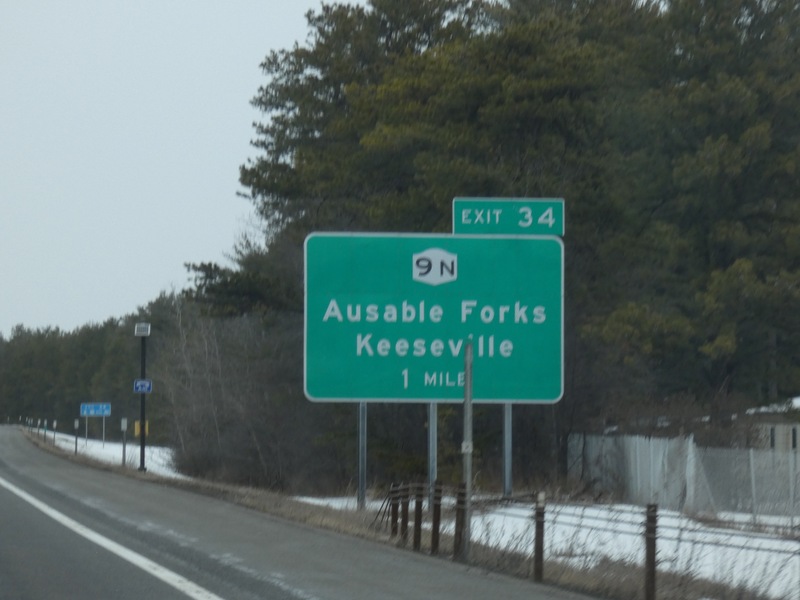 EXIT 34
9N
Ausable Forks
Keeseville
1 MILE